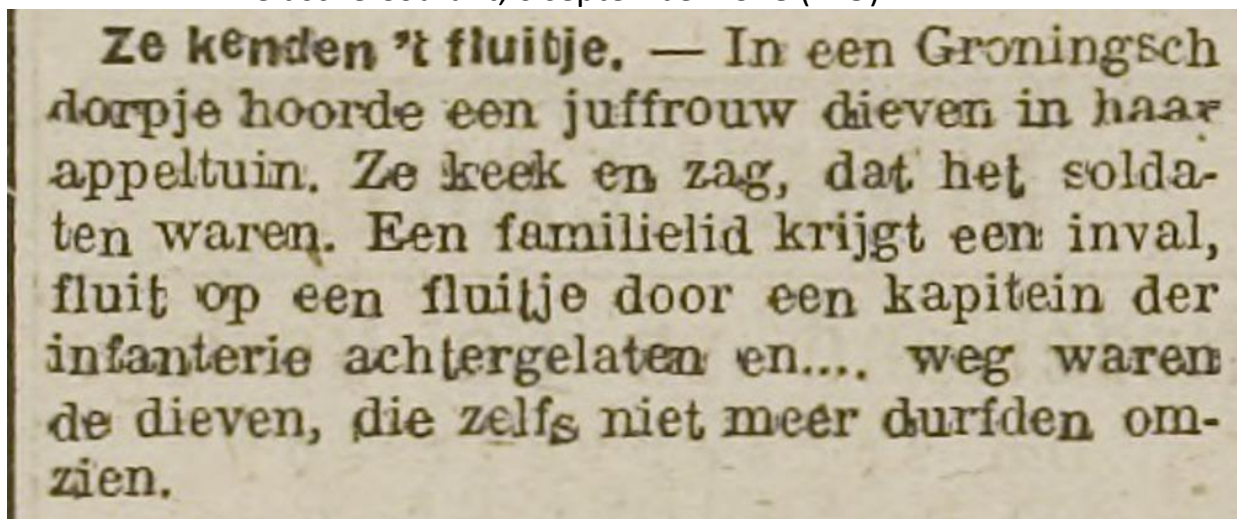 Ze kenden 't fluitje. — In een Groningsch
dorpje hoorde een juffrouw dieven in haar
appeltuin. Ze keek en zag, dat het solda-
ten waren. Een familielid krijgt een inval,
fluit op een fluitje door een kapitein der
infanterie achtergelaten en.... weg waren
de dieven, die zelfs niet meer durfden om-
zien.